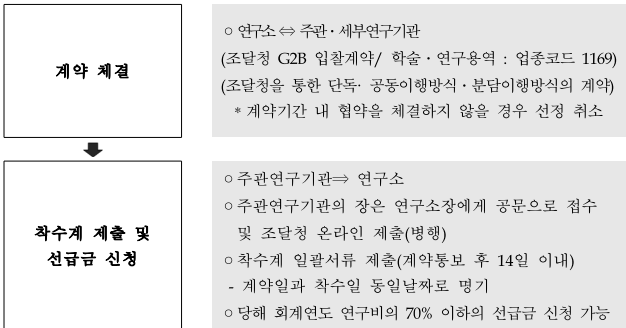 계약 체결
○ 연구소 ⇔ 주관·세부연구기관
(조달청 G2B 입찰계약/ 학술·연구용역 : 업종코드 1169)
(조달청을 통한 단독· 공동이행방식·분담이행방식의 계약)
* 계약기간 내 협약을 체결하지 않을 경우 선정 취소
착수계 제출 및
선급금 신청
○ 주관연구기관⇒ 연구소
○ 주관연구기관의 장은 연구소장에게 공문으로 접수
및 조달청 온라인 제출(병행)
○ 착수계 일괄서류 제출(계약통보 후 14일 이내)
- 계약일과 착수일 동일날짜로 명기
○ 당해 회계연도 연구비의 70% 이하의 선급금 신청 가능